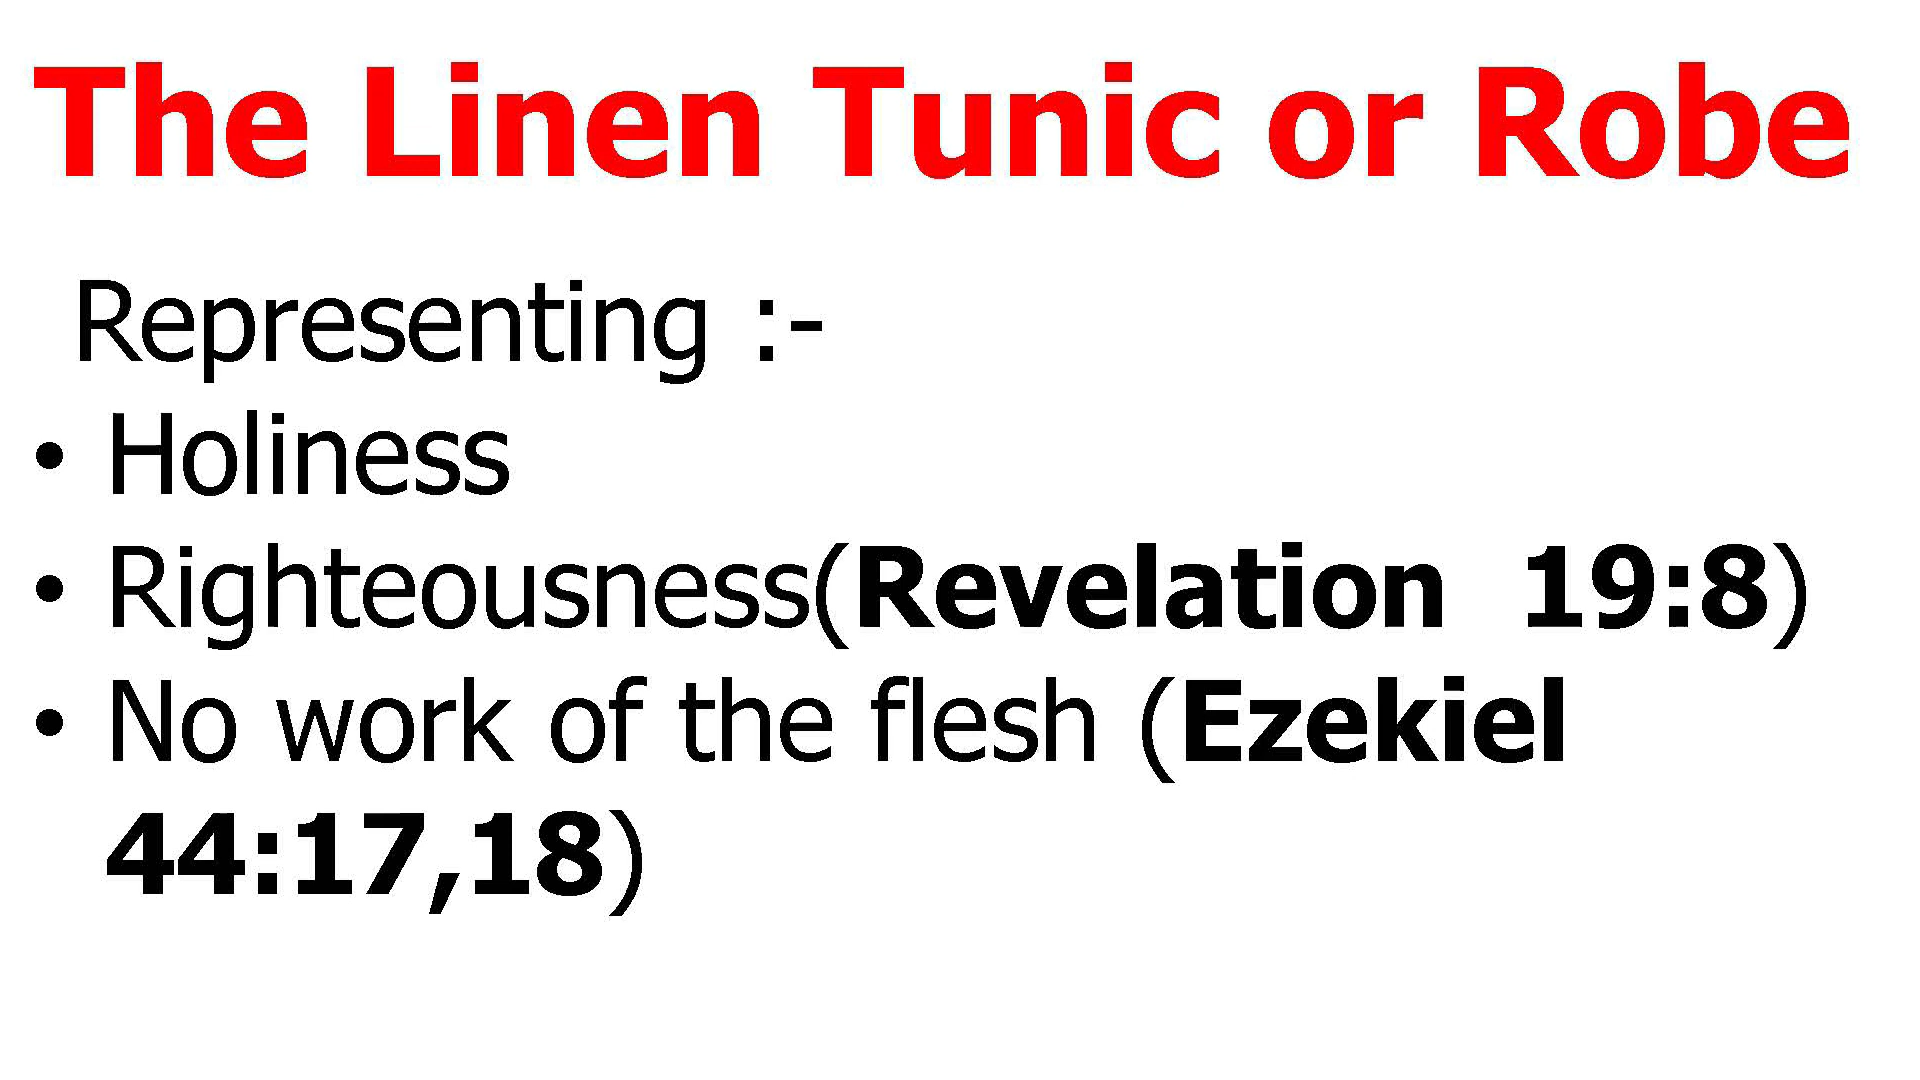 The Linen Tunic or Robe
Representing :-
• Holiness
• Righteousness(Revelation 19:8)
• No work of the flesh (Ezekiel
44:17,18)